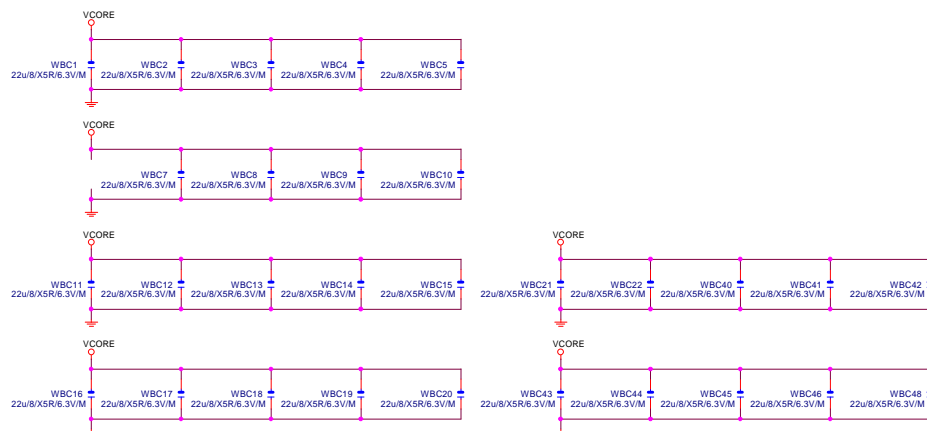 VCORE
WBC1 WBC2 WBC3 WBC4 WBC5
22u/8/X5R/6.3V/M 22u/8/X5R/6.3V/M 22u/8/X5R/6.3V/M 22u/8/X5R/6.3V/M 22u/8/X5R/6.3V/M
VCORE
WBC7 WBC8 WBC9 WBC10
22u/8/X5R/6.3V/M 22u/8/X5R/6.3V/M 22u/8/X5R/6.3V/M 22u/8/X5R/6.3V/M
VCORE VCORE
WBC11 WBC12 WBC13 WBC14 WBC15 WBC21 WBC22 WBC40 WBC41 WBC42
22u/8/X5R/6.3V/M 22u/8/X5R/6.3V/M 22u/8/X5R/6.3V/M 22u/8/X5R/6.3V/M 22u/8/X5R/6.3V/M 22u/8/X5R/6.3V/M 22u/8/X5R/6.3V/M 22u/8/X5R/6.3V/M 22u/8/X5R/6.3V/M 22u/8/X5R/6.3V/M
VCORE VCORE
WBC16 WBC17 WBC18 WBC19 WBC20 WBC43 WBC44 WBC45 WBC46 WBC48
22u/8/X5R/6.3V/M 22u/8/X5R/6.3V/M 22u/8/X5R/6.3V/M 22u/8/X5R/6.3V/M 22u/8/X5R/6.3V/M 22u/8/X5R/6.3V/M 22u/8/X5R/6.3V/M 22u/8/X5R/6.3V/M 22u/8/X5R/6.3V/M 22u/8/X5R/6.3V/M